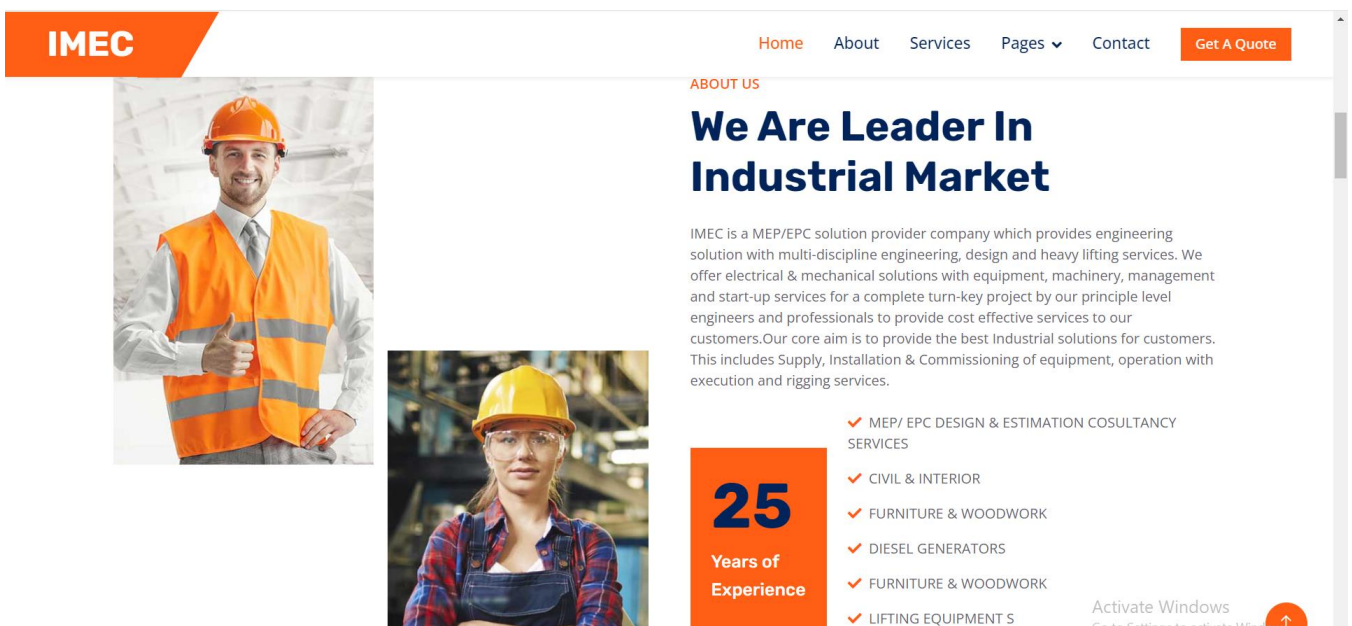 IMEC
Home About Services Pages Contact Get A Quote
ABOUT US
We Are Leader In
Industrial Market
IMEC is a MEP/EPC solution provider company which provides engineering
solution with multi-discipline engineering, design and heavy lifting services. We
offer electrical & mechanical solutions with equipment, machinery, management
and start-up services for a complete turn-key project by our principle level
engineers and professionals to provide cost effective services to our
customers.Our core aim is to provide the best Industrial solutions for customers.
This includes Supply, Installation & Commissioning of equipment, operation with
execution and rigging services.
MEP/ EPC DESIGN & ESTIMATION COSULTANCY
SERVICES
CIVIL & INTERIOR
FURNITURE & WOODWORK
DIESEL GENERATORS
FURNITURE & WOODWORK
LIFTING EQUIPMENT S
25
Years of
Experience
Activate Windows
Go to Settings to activate